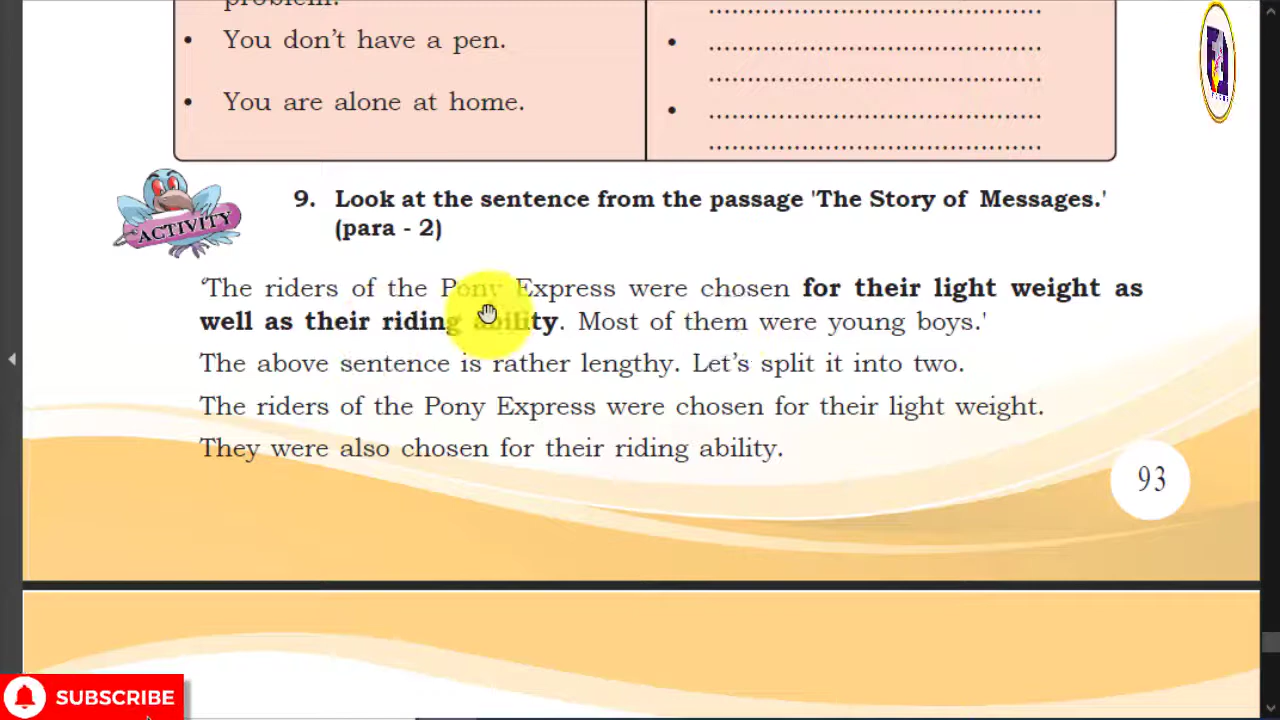 problem.
• You don't have a pen.
• ..........................................
..........................................
• You are alone at home.
• ..........................................
..........................................
ACTIVITY
9. Look at the sentence from the passage 'The Story of Messages.'
(para - 2)
'The riders of the Pony Express were chosen for their light weight as
well as their riding ability. Most of them were young boys.'
The above sentence is rather lengthy. Let's split it into two.
The riders of the Pony Express were chosen for their light weight.
They were also chosen for their riding ability.
93
SUBSCRIBE